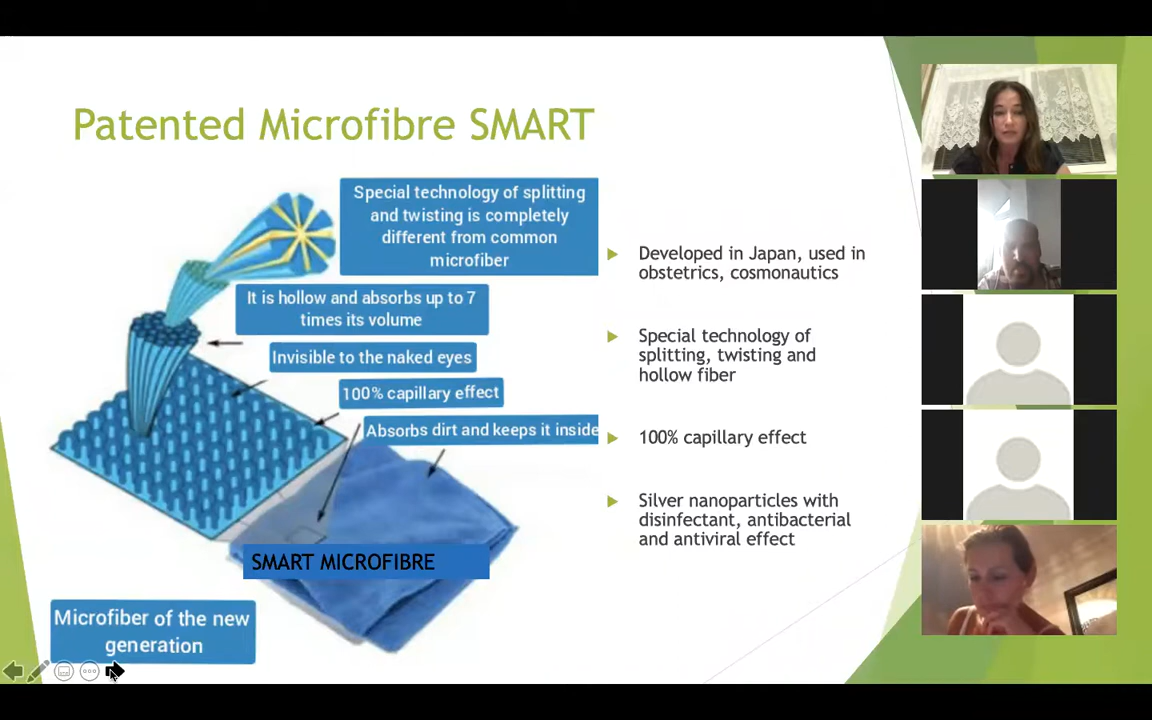 Patented Microfibre SMART
Special technology of splitting
and twisting is completely
different from common
microfiber
It is hollow and absorbs up to 7
times its volume
Invisible to the naked eyes
100% capillary effect
Absorbs dirt and keeps it inside
SMART MICROFIBRE
Microfiber of the new
generation
Developed in Japan, used in
obstetrics, cosmonautics
Special technology of
splitting, twisting and
hollow fiber
100% capillary effect
Silver nanoparticles with
disinfectant, antibacterial
and antiviral effect